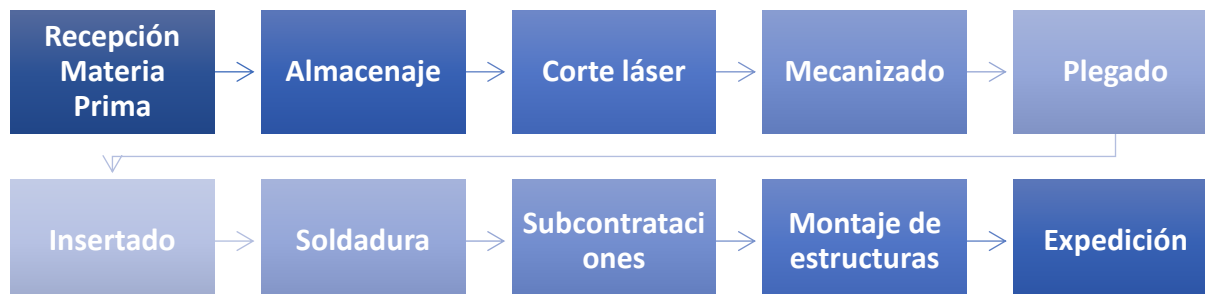 Recepción
Materia
Prima
Almacenaje
Corte láser
Mecanizado
Plegado
Insertado
Soldadura
Subcontrataci
ones
Montaje de
estructuras
Expedición